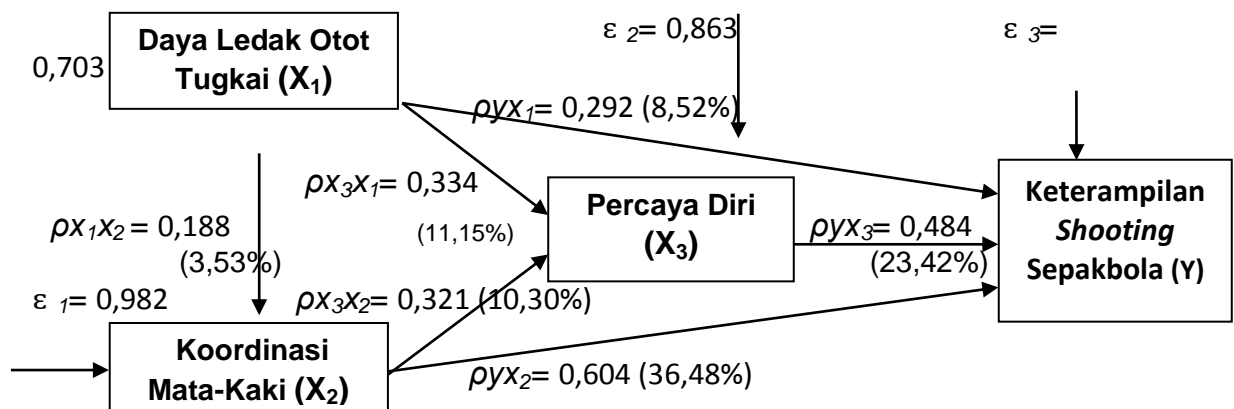 Daya Ledak Otot
Tugkai (X₁)
0,703
ε ₂= 0,863
ε ₃=
ρyx₁= 0,292 (8,52%)
ρx₃x₁= 0,334
(11,15%)
ρx₁x₂ = 0,188
(3,53%)
Percaya Diri
(X₃)
ρyx₃= 0,484
(23,42%)
Keterampilan
Shooting
Sepakbola (Y)
ε ₁= 0,982
ρx₃x₂= 0,321 (10,30%)
Koordinasi
Mata-Kaki (X₂)
ρyx₂= 0,604 (36,48%)